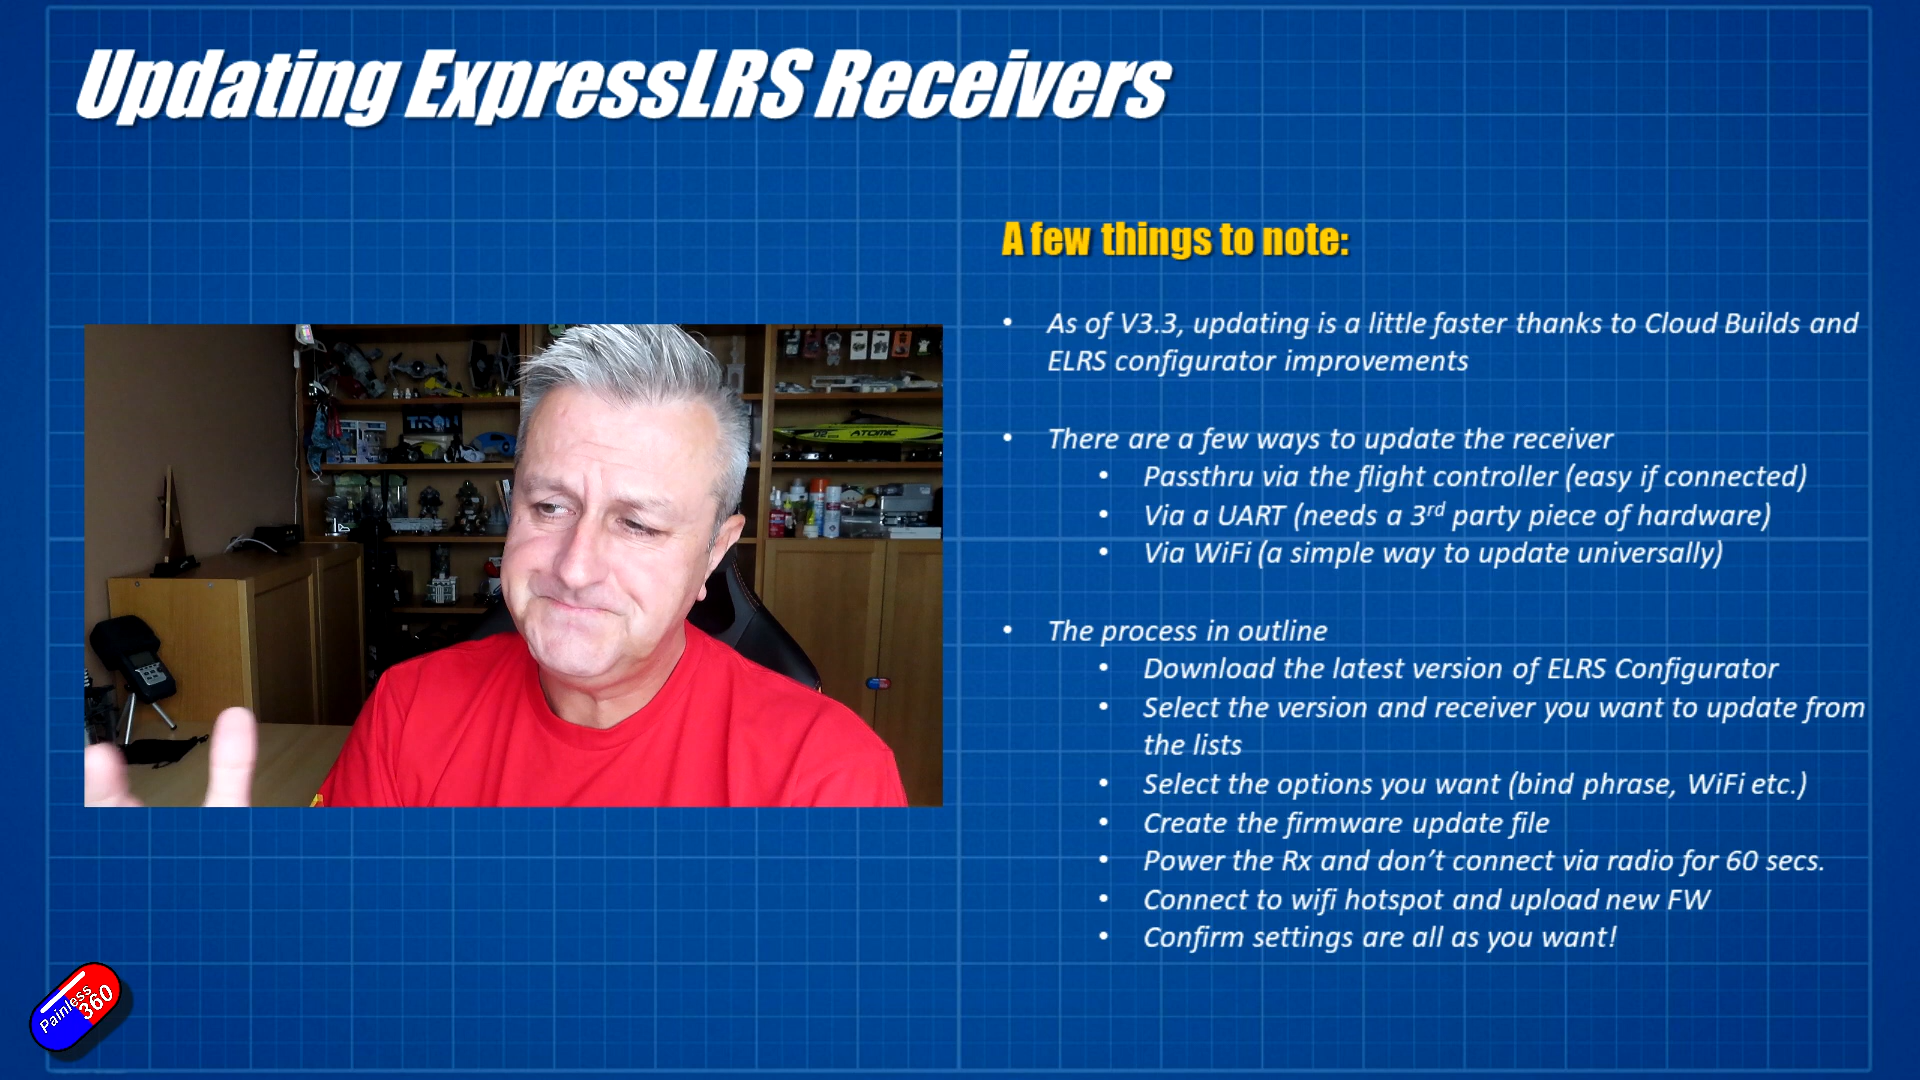 Updating ExpressLRS Receivers
A few things to note:
• As of V3.3, updating is a little faster thanks to Cloud Builds and
ELRS configurator improvements
• There are a few ways to update the receiver
• Passthru via the flight controller (easy if connected)
• Via a UART (needs a 3rd party piece of hardware)
• Via WiFi (a simple way to update universally)
• The process in outline
• Download the latest version of ELRS Configurator
• Select the version and receiver you want to update from
the lists
• Select the options you want (bind phrase, WiFi etc.)
• Create the firmware update file
• Power the Rx and don’t connect via radio for 60 secs.
• Connect to wifi hotspot and upload new FW
• Confirm settings are all as you want!
TRON
ATOMIC
Painless
360